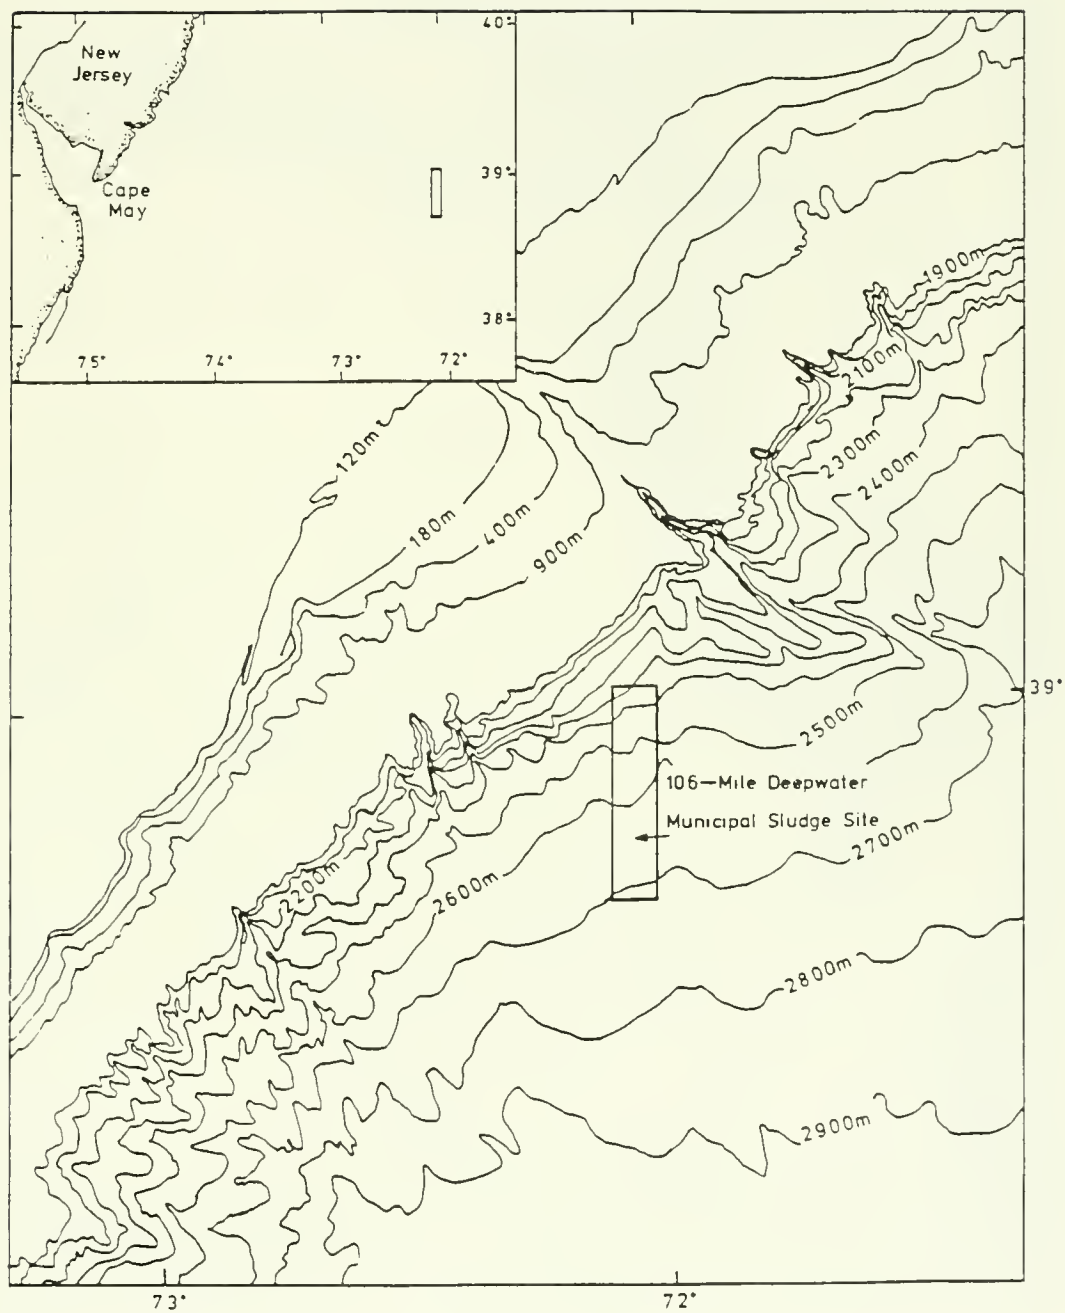 40°
New
Jersey
39°
Cape
May
38°
75°
74°
73°
72°
1900m
2100m
120m
2300m
2400m
180m
400m
900m
39°
2500m
106-Mile Deepwater
Municipal Sludge Site
2700m
2200m
2600m
2800m
2900m
73°
72°